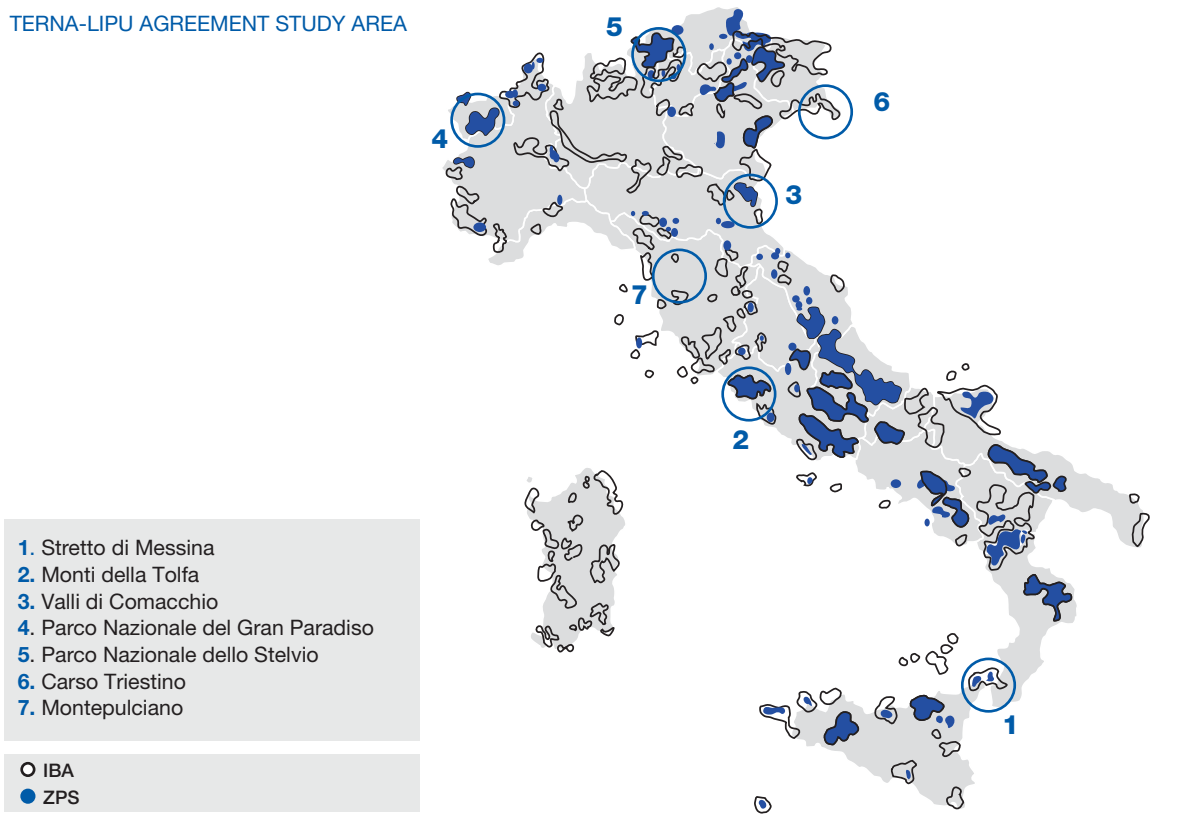 TERNA-LIPU AGREEMENT STUDY AREA
5
6
4
3
7
2
1
1. Stretto di Messina
2. Monti della Tolfa
3. Valli di Comacchio
4. Parco Nazionale del Gran Paradiso
5. Parco Nazionale dello Stelvio
6. Carso Triestino
7. Montepulciano
IBA
ZPS